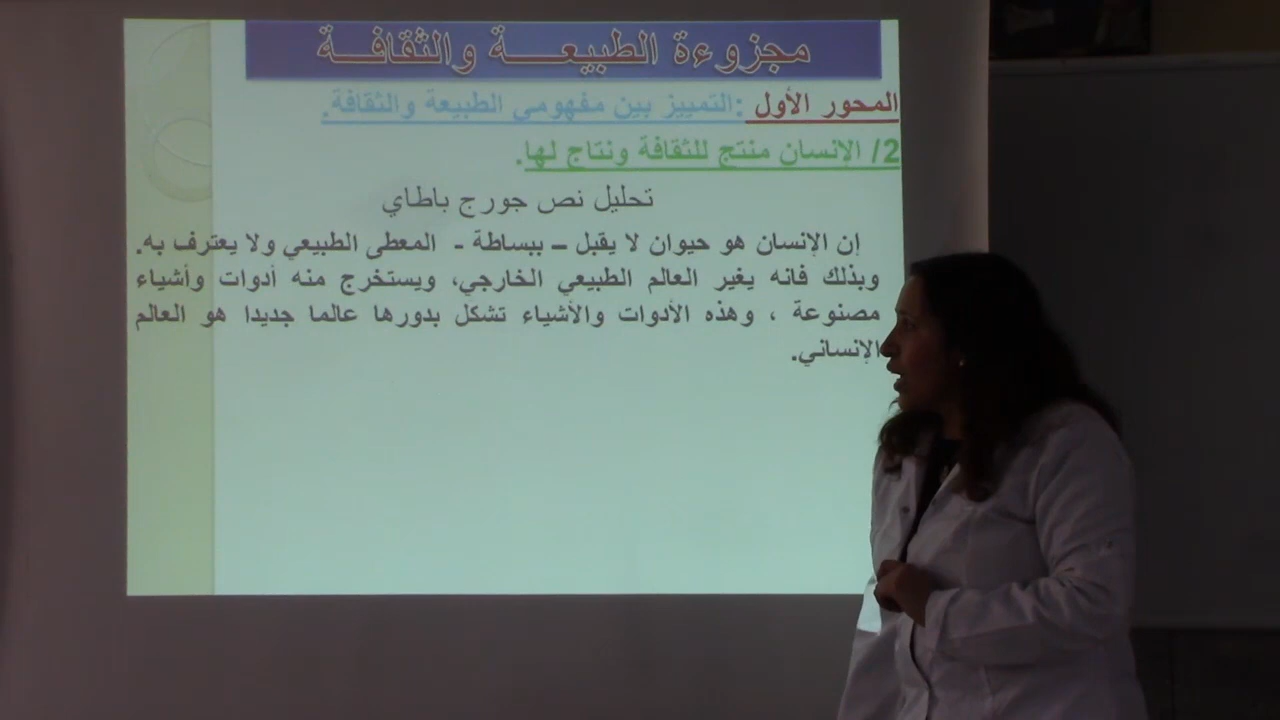 مجزوءة الطبيعة والثقافة
المحور الأول :التمييز بين مفهومي الطبيعة والثقافة.
2/ الإنسان منتج للثقافة ونتاج لها.
تحليل نص جورج باطاي
إن الإنسان هو حيوان لا يقبل – ببساطة - المعطى الطبيعي ولا يعترف به.
وبذلك فانه يغير العالم الطبيعي الخارجي، ويستخرج منه أدوات وأشياء
مصنوعة ، وهذه الأدوات والأشياء تشكل بدورها عالما جديدا هو العالم
الإنساني.